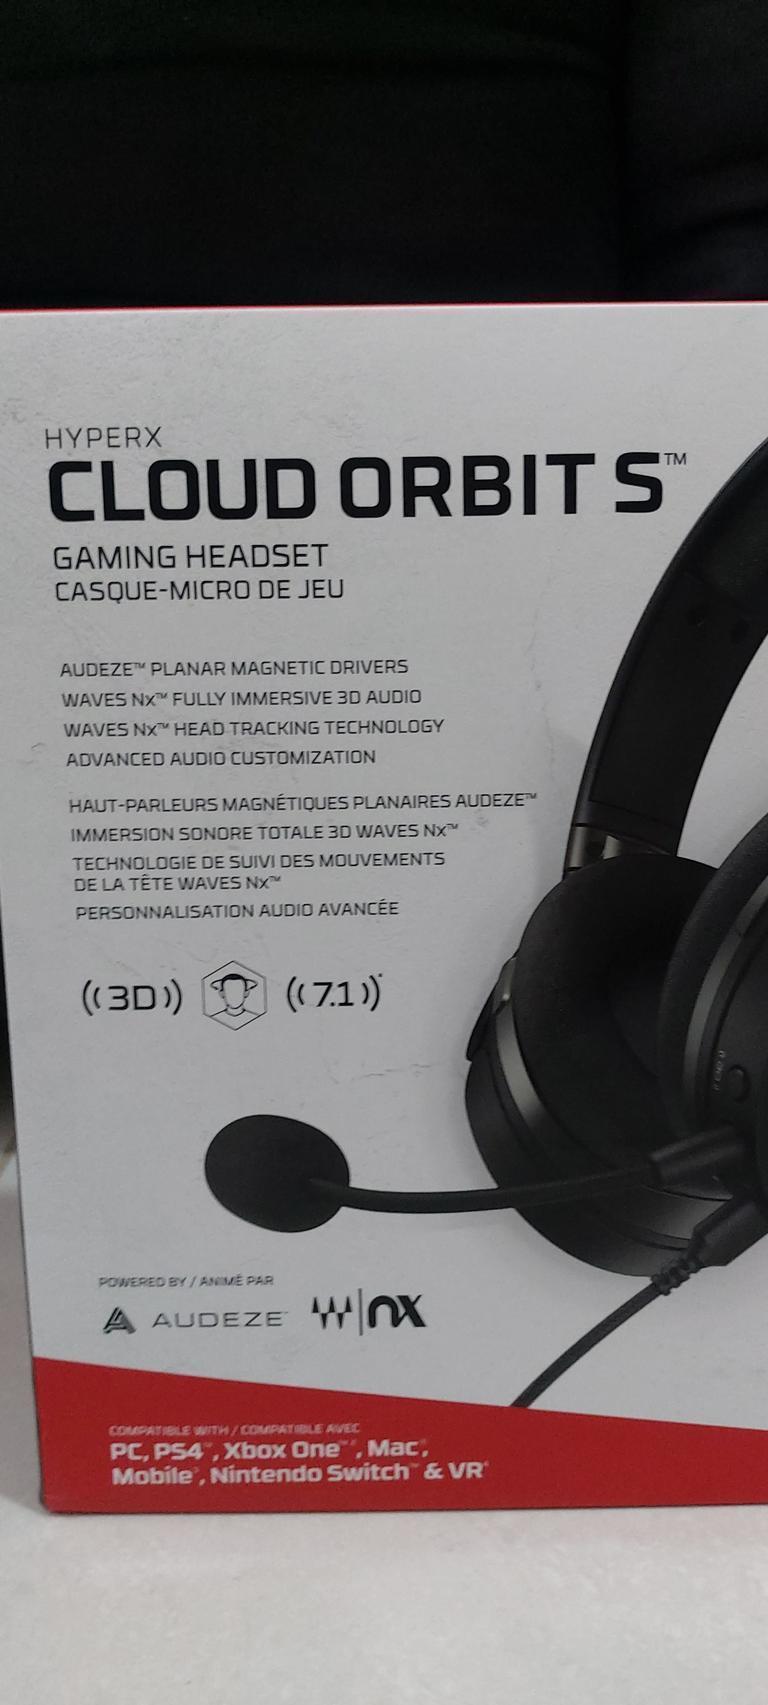 HYPERX
CLOUD ORBIT S™
GAMING HEADSET
CASQUE-MICRO DE JEU
AUDEZE™ PLANAR MAGNETIC DRIVERS
WAVES Nx™ FULLY IMMERSIVE 3D AUDIO
WAVES Nx™ HEAD TRACKING TECHNOLOGY
ADVANCED AUDIO CUSTOMIZATION
HAUT-PARLEURS MAGNÉTIQUES PLANAIRES AUDEZE™
IMMERSION SONORE TOTALE 3D WAVES Nx™
TECHNOLOGIE DE SUIVI DES MOUVEMENTS
DE LA TÊTE WAVES Nx™
PERSONNALISATION AUDIO AVANCÉE
((3D)) ((7.1))*
POWERED BY / ANIMÉ PAR
AUDEZE™ W|nx
COMPATIBLE WITH / COMPATIBLE AVEC
PC, PS4™, Xbox One™, Mac,
Mobile, Nintendo Switch™ & VR